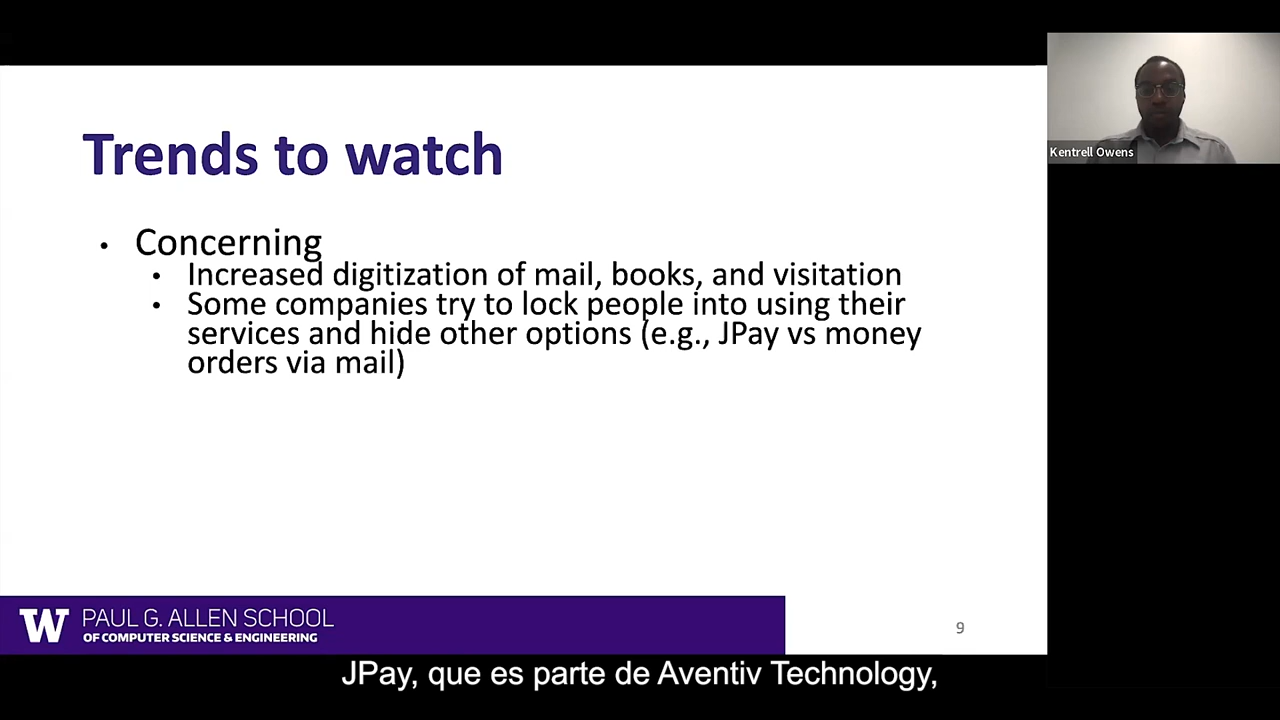 Trends to watch
• Concerning
• Increased digitization of mail, books, and visitation
• Some companies try to lock people into using their
services and hide other options (e.g., JPay vs money
orders via mail)
Kentrell Owens
W PAUL G. ALLEN SCHOOL
OF COMPUTER SCIENCE & ENGINEERING
9
JPay, que es parte de Aventiv Technology,